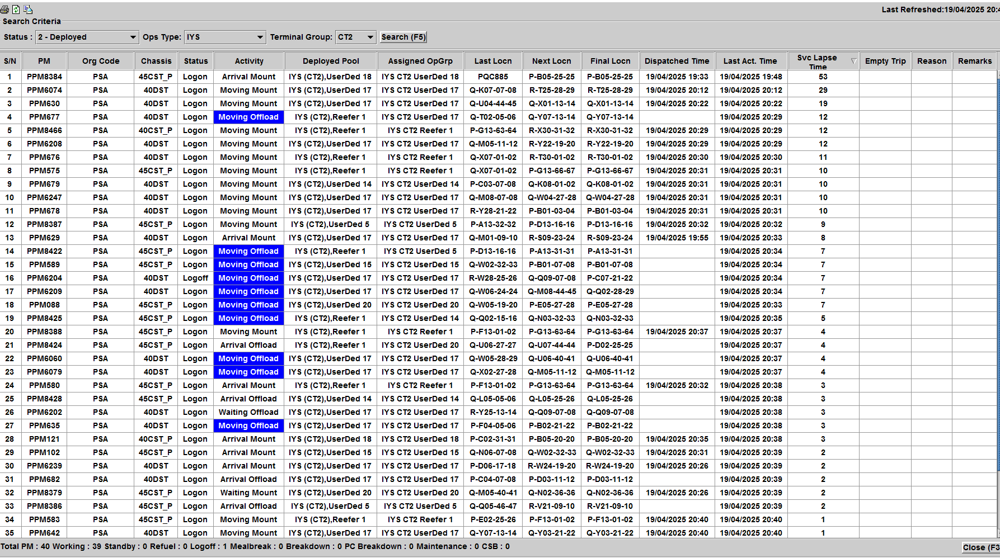 Last Refreshed:19/04/2025 20:4
Search Criteria
Status : 2 - Deployed Ops Type: IYS Terminal Group: CT2 Search (F5)
S/N PM Org Code Chassis Status Activity Deployed Pool Assigned OpGrp Last Locn Next Locn Final Locn Dispatched Time Last Act. Time Svc Lapse Time Empty Trip Reason Remarks
1 PPM8384 PSA 45CST_P Logon Arrival Mount IYS (CT2),UserDed 18 IYS CT2 UserDed 18 PQC885 P-B05-25-25 P-B05-25-25 19/04/2025 19:33 19/04/2025 19:48 53
2 PPM6074 PSA 40DST Logon Moving Mount IYS (CT2),UserDed 17 IYS CT2 UserDed 17 Q-K07-07-08 R-T25-28-29 R-T25-28-29 19/04/2025 20:12 19/04/2025 20:12 29
3 PPM630 PSA 40DST Logon Moving Mount IYS (CT2),UserDed 17 IYS CT2 UserDed 17 Q-U04-44-45 Q-X01-13-14 Q-X01-13-14 19/04/2025 20:22 19/04/2025 20:22 19
4 PPM677 PSA 40DST Logon Moving Offload IYS (CT2),Reefer 1 IYS CT2 UserDed 17 Q-T02-05-06 Q-Y07-13-14 Q-Y07-13-14 19/04/2025 20:29 12
5 PPM8466 PSA 40CST_P Logon Moving Mount IYS (CT2),Reefer 1 IYS CT2 Reefer 1 P-G13-63-64 R-X30-31-32 R-X30-31-32 19/04/2025 20:29 19/04/2025 20:29 12
6 PPM6208 PSA 40DST Logon Moving Mount IYS (CT2),UserDed 17 IYS CT2 UserDed 17 Q-M05-11-12 R-Y22-19-20 R-Y22-19-20 19/04/2025 20:29 19/04/2025 20:29 12
7 PPM676 PSA 40DST Logon Moving Mount IYS (CT2),Reefer 1 IYS CT2 Reefer 1 Q-X07-01-02 R-T30-01-02 R-T30-01-02 19/04/2025 20:30 19/04/2025 20:30 11
8 PPM575 PSA 45CST_P Logon Moving Mount IYS (CT2),Reefer 1 IYS CT2 Reefer 1 Q-X07-01-02 P-G13-66-67 P-G13-66-67 19/04/2025 20:31 19/04/2025 20:31 10
9 PPM679 PSA 40DST Logon Moving Mount IYS (CT2),UserDed 14 IYS CT2 UserDed 14 P-C03-07-08 Q-K08-01-02 Q-K08-01-02 19/04/2025 20:31 19/04/2025 20:31 10
10 PPM6247 PSA 40DST Logon Moving Mount IYS (CT2),UserDed 17 IYS CT2 UserDed 17 Q-M08-07-08 Q-W04-27-28 Q-W04-27-28 19/04/2025 20:31 19/04/2025 20:31 10
11 PPM678 PSA 40DST Logon Moving Mount IYS (CT2),UserDed 17 IYS CT2 UserDed 17 R-Y28-21-22 P-B01-03-04 P-B01-03-04 19/04/2025 20:31 19/04/2025 20:31 10
12 PPM8387 PSA 45CST_P Logon Moving Mount IYS (CT2),UserDed 5 IYS CT2 UserDed 5 P-A13-32-32 P-D13-16-16 P-D13-16-16 19/04/2025 20:32 19/04/2025 20:32 9
13 PPM629 PSA 40DST Logon Arrival Mount IYS (CT2),UserDed 17 IYS CT2 UserDed 17 Q-M01-09-10 R-S09-23-24 R-S09-23-24 19/04/2025 19:55 19/04/2025 20:33 8
14 PPM8422 PSA 45CST_P Logon Moving Offload IYS (CT2),Reefer 1 IYS CT2 UserDed 5 P-D13-16-16 P-A13-31-31 P-A13-31-31 19/04/2025 20:34 7
15 PPM589 PSA 45CST_P Logon Moving Offload IYS (CT2),UserDed 15 IYS CT2 UserDed 15 Q-W02-32-33 P-B01-07-08 P-B01-07-08 19/04/2025 20:34 7
16 PPM6204 PSA 40DST Logoff Moving Offload IYS (CT2),UserDed 17 IYS CT2 UserDed 17 R-W28-25-26 Q-Q09-07-08 P-C07-21-22 19/04/2025 20:34 7
17 PPM6209 PSA 40DST Logon Moving Offload IYS (CT2),UserDed 17 IYS CT2 UserDed 17 Q-W06-24-24 Q-M08-44-45 Q-Q02-28-29 19/04/2025 20:34 7
18 PPM088 PSA 45CST_P Logon Moving Offload IYS (CT2),UserDed 20 IYS CT2 UserDed 20 Q-W05-19-20 P-E05-27-28 P-E05-27-28 19/04/2025 20:33 7
19 PPM8425 PSA 45CST_P Logon Moving Offload IYS (CT2),Reefer 1 IYS CT2 UserDed 14 Q-Q02-15-16 Q-N03-32-33 Q-N03-32-33 19/04/2025 20:35 5
20 PPM8388 PSA 45CST_P Logon Moving Mount IYS (CT2),Reefer 1 IYS CT2 Reefer 1 P-F13-01-02 P-G13-63-64 P-G13-63-64 19/04/2025 20:37 19/04/2025 20:37 4
21 PPM8424 PSA 45CST_P Logon Arrival Offload IYS (CT2),Reefer 1 IYS CT2 UserDed 20 Q-U06-27-27 Q-U07-44-44 P-D02-25-25 19/04/2025 20:37 4
22 PPM6060 PSA 40DST Logon Moving Offload IYS (CT2),UserDed 17 IYS CT2 UserDed 17 Q-W05-28-29 Q-U06-40-41 Q-U06-40-41 19/04/2025 20:37 4
23 PPM6079 PSA 40DST Logon Moving Offload IYS (CT2),UserDed 17 IYS CT2 UserDed 17 Q-X02-27-28 Q-M05-11-12 Q-M05-11-12 19/04/2025 20:37 4
24 PPM580 PSA 45CST_P Logon Arrival Mount IYS (CT2),Reefer 1 IYS CT2 Reefer 1 P-F13-01-02 P-G13-63-64 P-G13-63-64 19/04/2025 20:32 19/04/2025 20:38 3
25 PPM8428 PSA 45CST_P Logon Arrival Offload IYS (CT2),UserDed 14 IYS CT2 UserDed 14 Q-L05-05-06 Q-L05-25-26 Q-L05-25-26 19/04/2025 20:38 3
26 PPM6202 PSA 40DST Logon Waiting Offload IYS (CT2),UserDed 17 IYS CT2 UserDed 17 R-Y25-13-14 Q-Q09-07-08 Q-Q09-07-08 19/04/2025 20:38 3
27 PPM635 PSA 40DST Logon Moving Offload IYS (CT2),UserDed 17 IYS CT2 UserDed 17 P-F04-05-06 P-B02-21-22 P-B02-21-22 19/04/2025 20:38 3
28 PPM121 PSA 40CST_P Logon Arrival Mount IYS (CT2),UserDed 18 IYS CT2 UserDed 18 P-C02-31-31 P-B05-20-20 P-B05-20-20 19/04/2025 20:35 19/04/2025 20:38 3
29 PPM102 PSA 45CST_P Logon Arrival Mount IYS (CT2),UserDed 15 IYS CT2 UserDed 15 Q-N06-07-08 Q-W02-32-33 Q-W02-32-33 19/04/2025 20:31 19/04/2025 20:39 2
30 PPM6239 PSA 40DST Logon Arrival Mount IYS (CT2),UserDed 17 IYS CT2 UserDed 17 P-D06-17-18 R-W24-19-20 R-W24-19-20 19/04/2025 20:26 19/04/2025 20:39 2
31 PPM682 PSA 40DST Logon Arrival Offload IYS (CT2),UserDed 17 IYS CT2 UserDed 17 P-C04-07-08 P-D03-11-12 P-D03-11-12 19/04/2025 20:39 2
32 PPM8379 PSA 45CST_P Logon Waiting Mount IYS (CT2),UserDed 20 IYS CT2 UserDed 20 Q-M05-40-41 Q-N02-36-36 Q-N02-36-36 19/04/2025 20:26 19/04/2025 20:39 2
33 PPM8386 PSA 45CST_P Logon Arrival Offload IYS (CT2),UserDed 5 IYS CT2 UserDed 5 Q-Q05-46-47 R-V21-09-10 R-V21-09-10 19/04/2025 20:39 2
34 PPM583 PSA 45CST_P Logon Moving Mount IYS (CT2),Reefer 1 IYS CT2 Reefer 1 P-E02-25-26 P-F13-01-02 P-F13-01-02 19/04/2025 20:40 19/04/2025 20:40 1
35 PPM642 PSA 40DST Logon Moving Mount IYS (CT2),UserDed 17 IYS CT2 UserDed 17 Q-Y07-13-14 Q-Y03-21-22 Q-Y03-21-22 19/04/2025 20:40 19/04/2025 20:40 1
Total PM : 40 Working : 39 Standby : 0 Refuel : 0 Logoff : 1 Mealbreak : 0 Breakdown : 0 PC Breakdown : 0 Maintenance : 0 CSB : 0
Close (F3